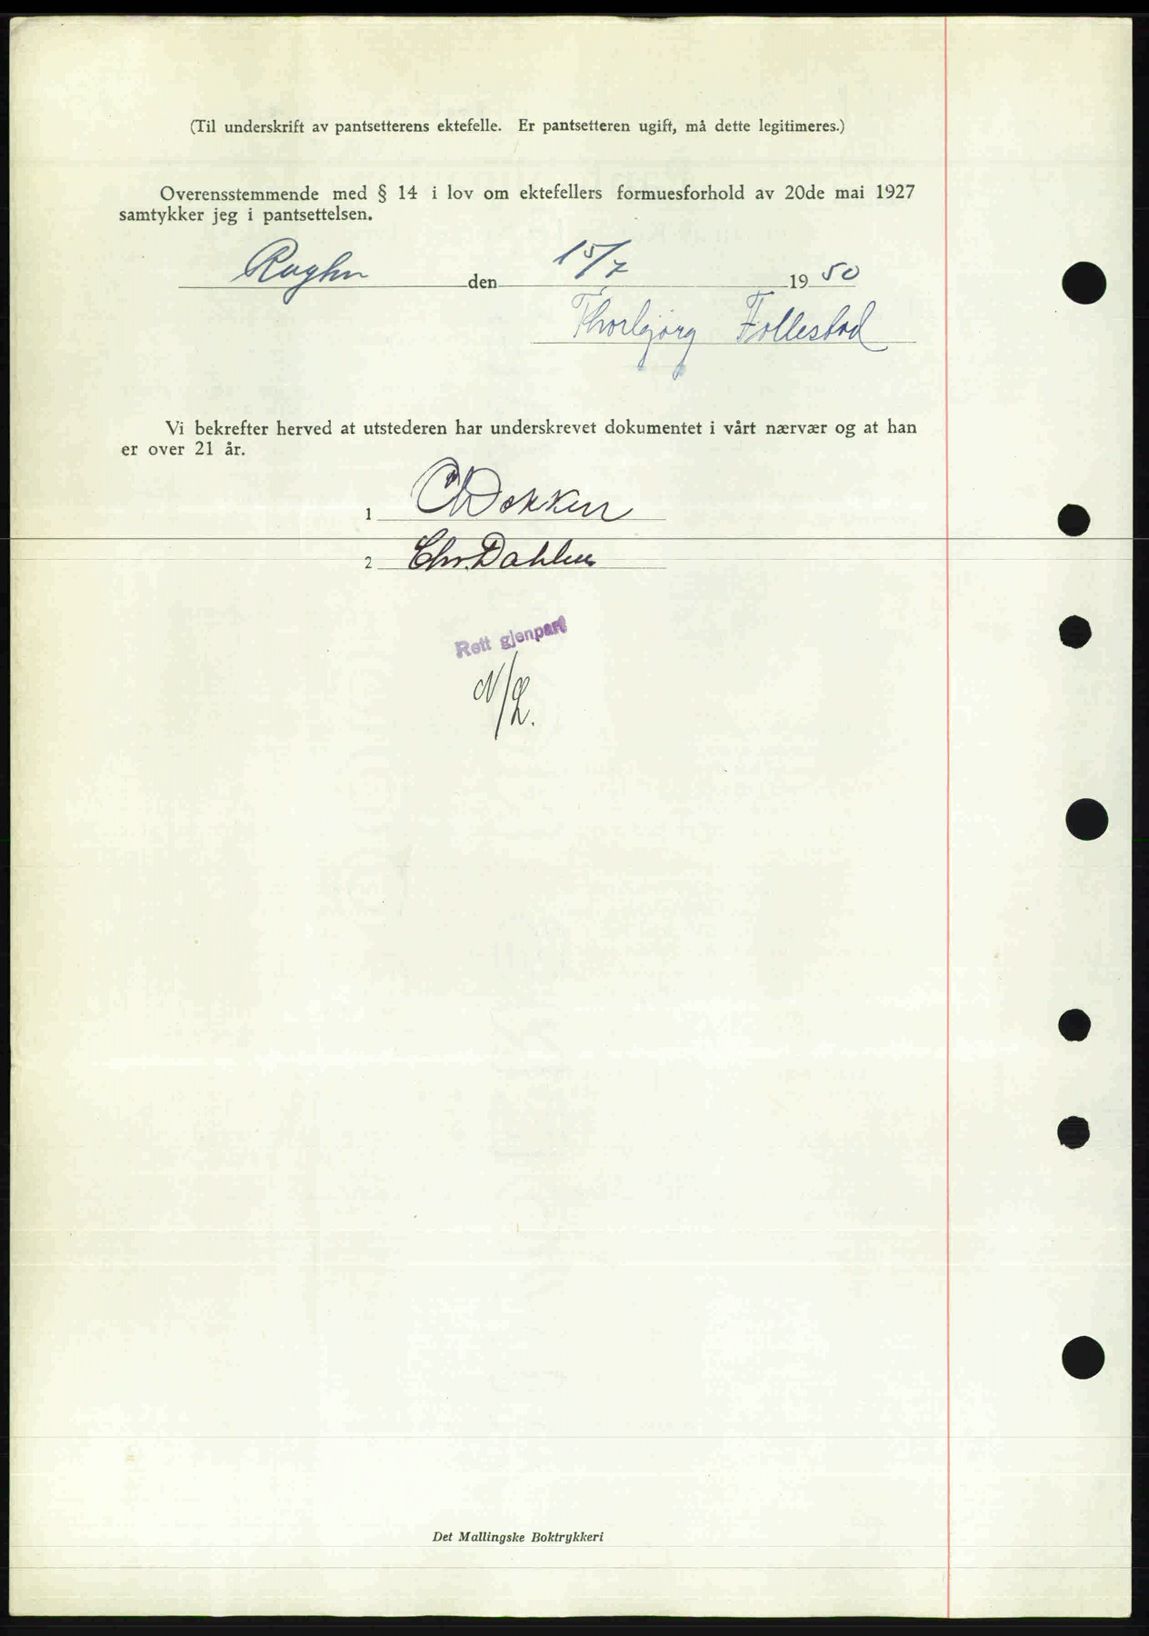 (Til underskrift av pantsetterens ektefelle. Er pantsetteren ugift, må dette legitimeres.)
Overensstemmende med § 14 i lov om ektefellers formuesforhold av 20de mai 1927
samtykker jeg i pantsettelsen.
den 15/7 1950
Thorbjørg Follestad
Vi bekrefter herved at utstederen har underskrevet dokumentet i vårt nærvær og at han
er over 21 år.
1 Dokken
2 Chr. Dahlen
Rett gjenpart
Det Mallingske Boktrykkeri